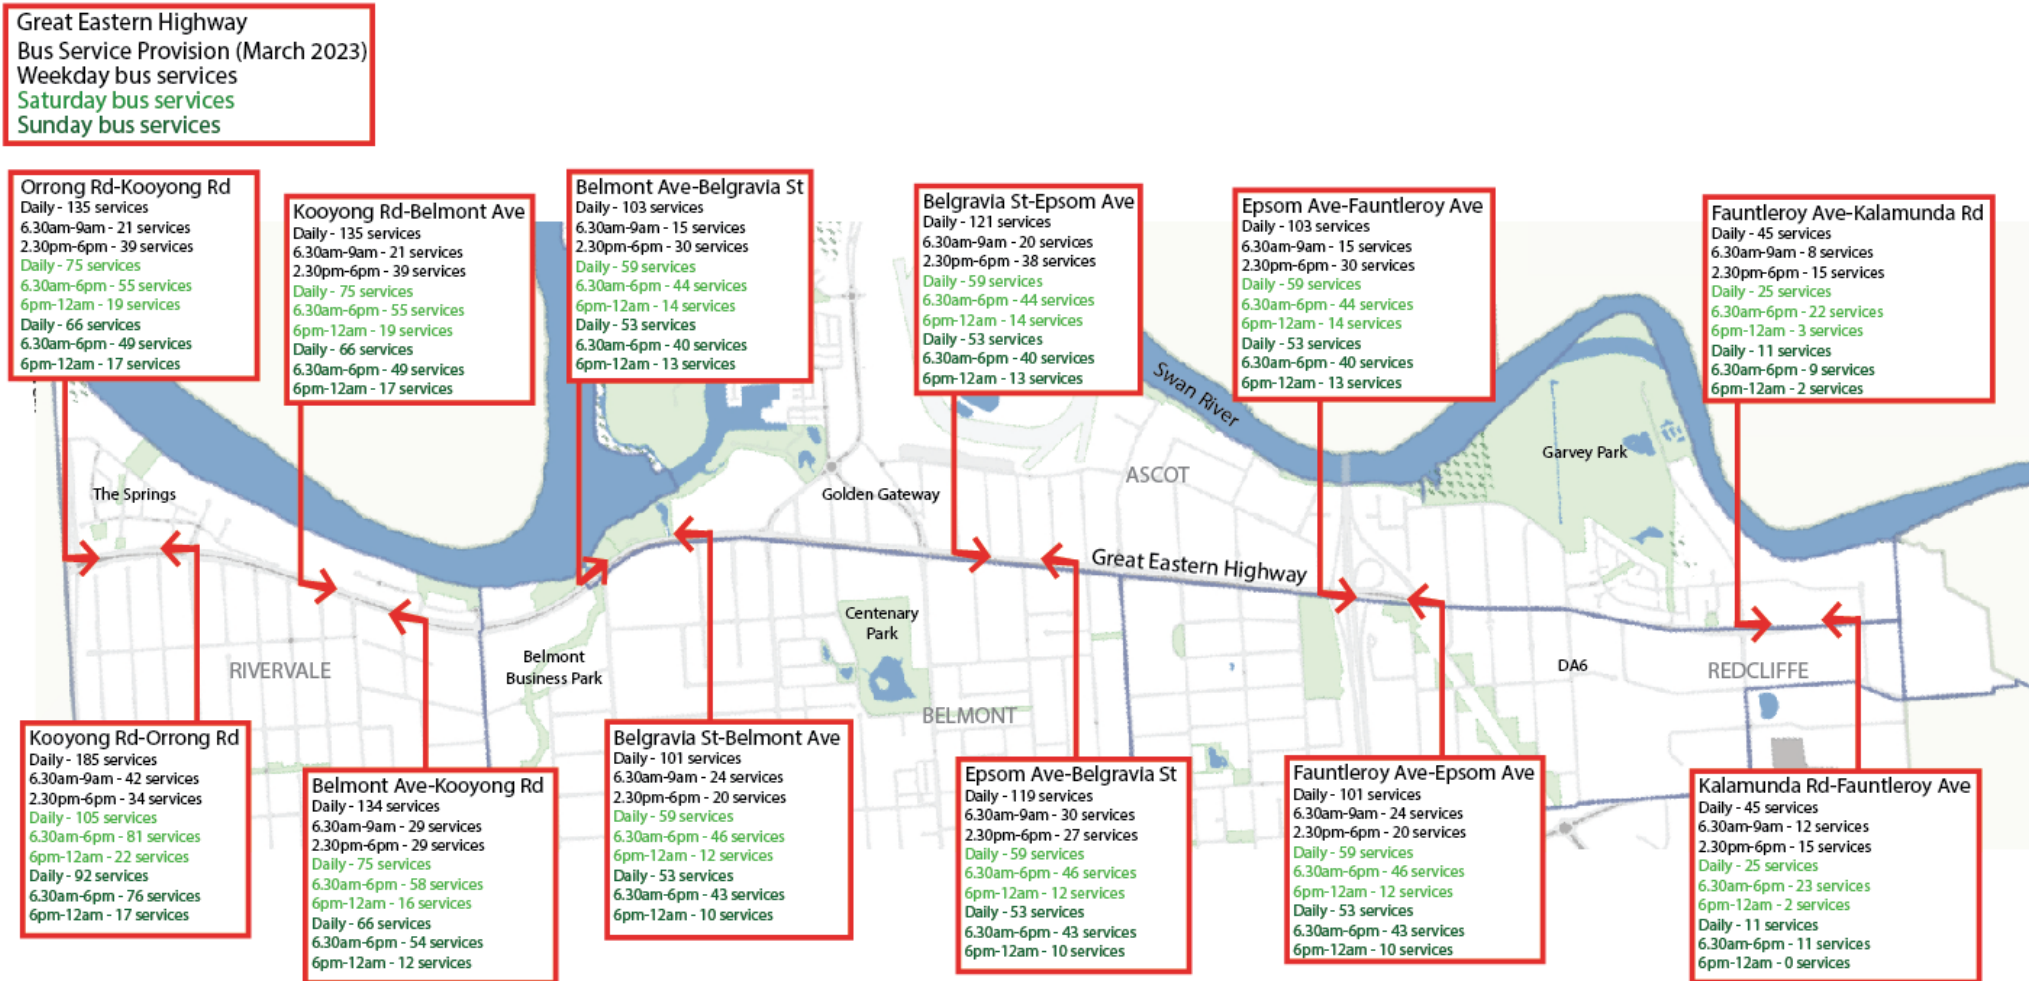 Great Eastern Highway
Bus Service Provision (March 2023)
Weekday bus services
Saturday bus services
Sunday bus services
Orrong Rd-Kooyong Rd
Daily - 135 services
6.30am-9am - 21 services
2.30pm-6pm - 39 services
Daily - 75 services
6.30am-6pm - 55 services
6pm-12am - 19 services
Daily - 66 services
6.30am-6pm - 49 services
6pm-12am - 17 services
Kooyong Rd-Belmont Ave
Daily - 135 services
6.30am-9am - 21 services
2.30pm-6pm - 39 services
Daily - 75 services
6.30am-6pm - 55 services
6pm-12am - 19 services
Daily - 66 services
6.30am-6pm - 49 services
6pm-12am - 17 services
Belmont Ave-Belgravia St
Daily - 103 services
6.30am-9am - 15 services
2.30pm-6pm - 30 services
Daily - 59 services
6.30am-6pm - 44 services
6pm-12am - 14 services
Daily - 53 services
6.30am-6pm - 40 services
6pm-12am - 13 services
Belgravia St-Epsom Ave
Daily - 121 services
6.30am-9am - 20 services
2.30pm-6pm - 38 services
Daily - 59 services
6.30am-6pm - 44 services
6pm-12am - 14 services
Daily - 53 services
6.30am-6pm - 40 services
6pm-12am - 13 services
Epsom Ave-Fauntleroy Ave
Daily - 103 services
6.30am-9am - 15 services
2.30pm-6pm - 30 services
Daily - 59 services
6.30am-6pm - 44 services
6pm-12am - 14 services
Daily - 53 services
6.30am-6pm - 40 services
6pm-12am - 13 services
Fauntleroy Ave-Kalamunda Rd
Daily - 45 services
6.30am-9am - 8 services
2.30pm-6pm - 15 services
Daily - 25 services
6.30am-6pm - 22 services
6pm-12am - 3 services
Daily - 11 services
6.30am-6pm - 9 services
6pm-12am - 2 services
Swan River
Garvey Park
ASCOT
The Springs
Golden Gateway
Great Eastern Highway
Centenary
Park
Belmont
Business Park
RIVERVALE
DA6
REDCLIFFE
BELMONT
Kooyong Rd-Orrong Rd
Daily - 185 services
6.30am-9am - 42 services
2.30pm-6pm - 34 services
Daily - 105 services
6.30am-6pm - 81 services
6pm-12am - 22 services
Daily - 92 services
6.30am-6pm - 76 services
6pm-12am - 17 services
Belmont Ave-Kooyong Rd
Daily - 134 services
6.30am-9am - 29 services
2.30pm-6pm - 29 services
Daily - 75 services
6.30am-6pm - 58 services
6pm-12am - 16 services
Daily - 66 services
6.30am-6pm - 54 services
6pm-12am - 12 services
Belgravia St-Belmont Ave
Daily - 101 services
6.30am-9am - 24 services
2.30pm-6pm - 20 services
Daily - 59 services
6.30am-6pm - 46 services
6pm-12am - 12 services
Daily - 53 services
6.30am-6pm - 43 services
6pm-12am - 10 services
Epsom Ave-Belgravia St
Daily - 119 services
6.30am-9am - 30 services
2.30pm-6pm - 27 services
Daily - 59 services
6.30am-6pm - 46 services
6pm-12am - 12 services
Daily - 53 services
6.30am-6pm - 43 services
6pm-12am - 10 services
Fauntleroy Ave-Epsom Ave
Daily - 101 services
6.30am-9am - 24 services
2.30pm-6pm - 20 services
Daily - 59 services
6.30am-6pm - 46 services
6pm-12am - 12 services
Daily - 53 services
6.30am-6pm - 43 services
6pm-12am - 10 services
Kalamunda Rd-Fauntleroy Ave
Daily - 45 services
6.30am-9am - 12 services
2.30pm-6pm - 15 services
Daily - 25 services
6.30am-6pm - 23 services
6pm-12am - 2 services
Daily - 11 services
6.30am-6pm - 11 services
6pm-12am - 0 services